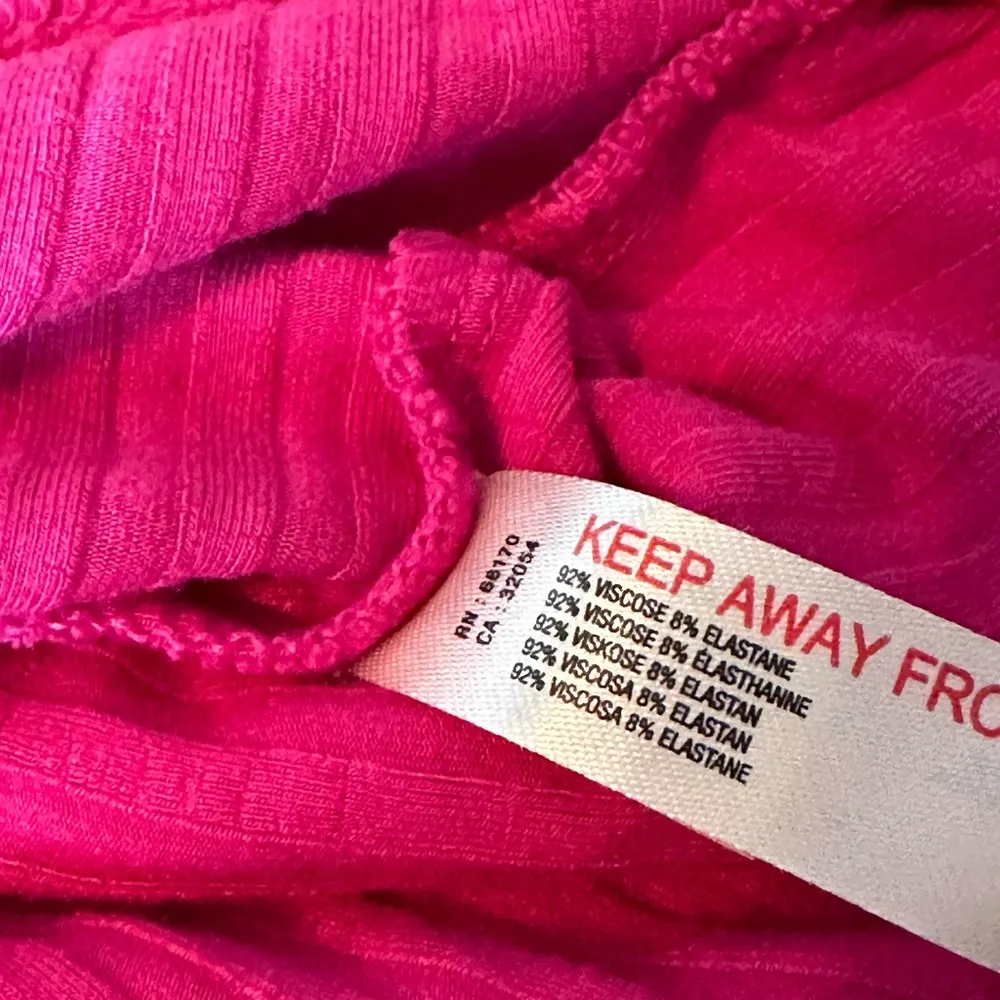 RN : 68170
CA : 32054
KEEP AWAY FRO
92% VISCOSE 8% ELASTANE
92% VISCOSE 8% ÉLASTHANNE
92% VISKOSE 8% ELASTAN
92% VISCOSA 8% ELASTAN
92% VISCOSA 8% ELASTANE